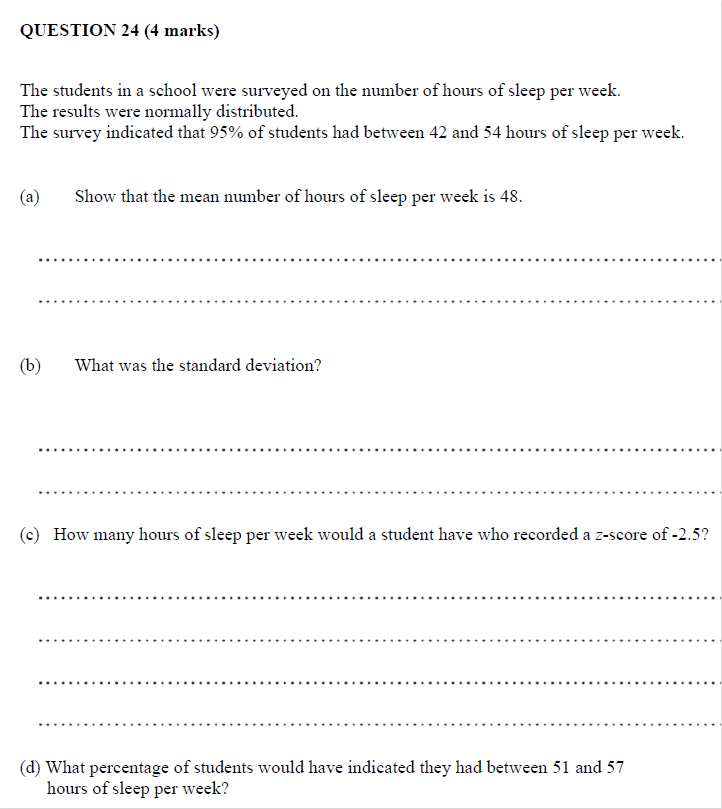 QUESTION 24 (4 marks)
The students in a school were surveyed on the number of hours of sleep per week.
The results were normally distributed.
The survey indicated that 95% of students had between 42 and 54 hours of sleep per week.
(a) Show that the mean number of hours of sleep per week is 48.
(b) What was the standard deviation?
(c) How many hours of sleep per week would a student have who recorded a z-score of -2.5?
(d) What percentage of students would have indicated they had between 51 and 57
hours of sleep per week?